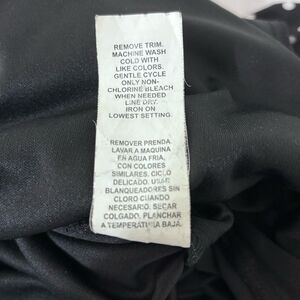 REMOVE TRIM.
MACHINE WASH
COLD WITH
LIKE COLORS.
GENTLE CYCLE
ONLY NON-
CHLORINE BLEACH
WHEN NEEDED
LINE DRY.
IRON ON
LOWEST SETTING.
REMOVER PRENDA.
LAVAR A MAQUINA
EN AGUA FRIA,
CON COLORES
SIMILARES, CICLO
DELICADO. USAR
BLANQUEADORES SIN
CLORO CUANDO
NECESARIO. SECAR
COLGADO, PLANCHAR
A TEMPERATURA BAJA.